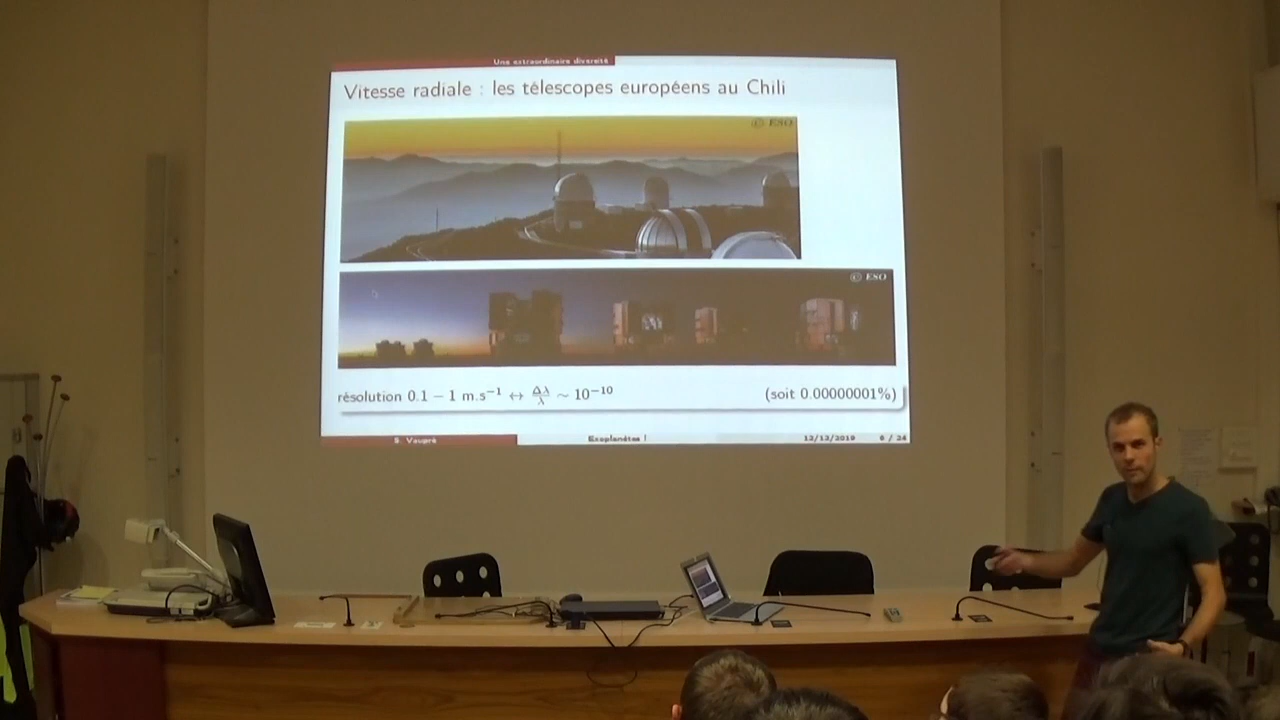 Une extraordinaire diversité
Vitesse radiale : les télescopes européens au Chili
© ESO
© ESO
résolution 0.1 − 1 m.s⁻¹ ↔ Δλ/λ ∼ 10⁻¹⁰ (soit 0.00000001%)
S. Vaupré Exoplanètes ! 12/12/2019 6 / 24